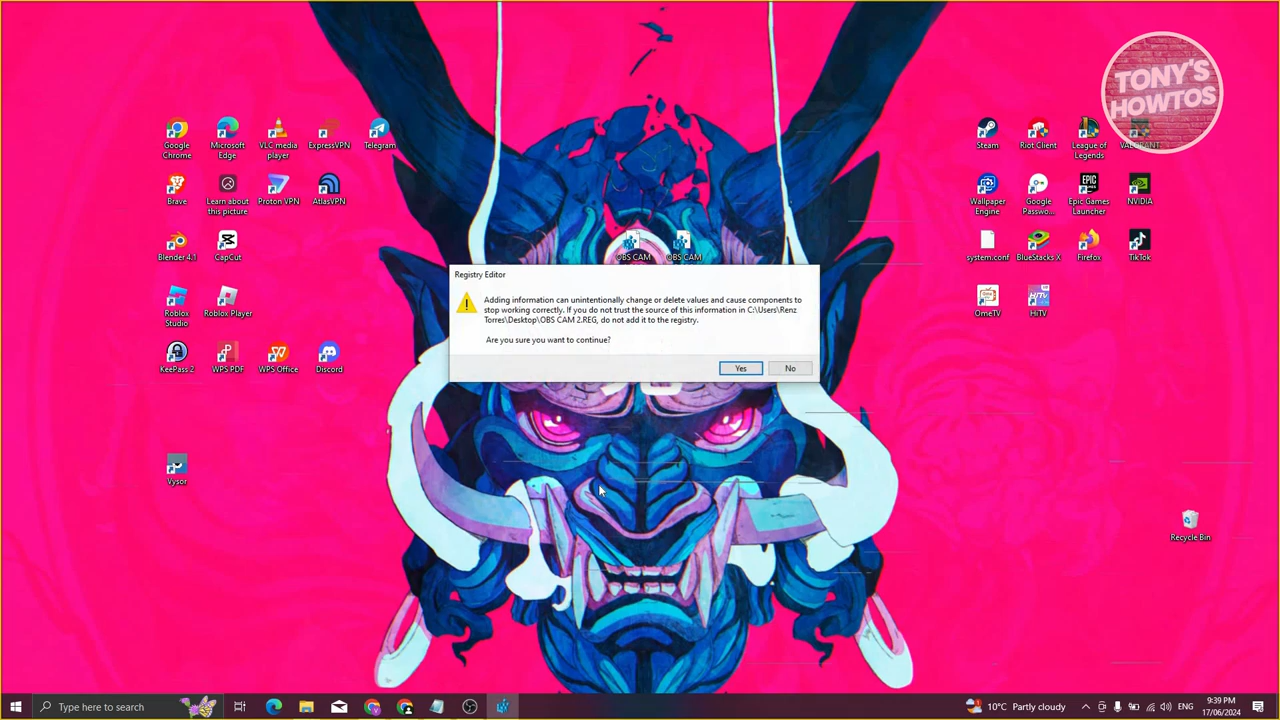 TONY'S
HOWTOS
Google
Chrome
Microsoft
Edge
VLC media
player
ExpressVPN
Telegram
Steam
Riot Client
League of
Legends
VALORANT
Brave
Learn about
this picture
Proton VPN
AtlasVPN
Wallpaper
Engine
Google
Passwo...
Epic Games
Launcher
NVIDIA
Blender 4.1
CapCut
OBS CAM
OBS CAM
system.conf
BlueStacks X
Firefox
TikTok
Roblox
Studio
Roblox Player
OmeTV
HiTV
KeePass 2
WPS PDF
WPS Office
Discord
Vysor
Recycle Bin
Registry Editor
Adding information can unintentionally change or delete values and cause components to
stop working correctly. If you do not trust the source of this information in C:\Users\Renz
Torres\Desktop\OBS CAM 2.REG, do not add it to the registry.
Are you sure you want to continue?
Yes
No
Type here to search
10°C Partly cloudy
ENG
9:39 PM
17/06/2024